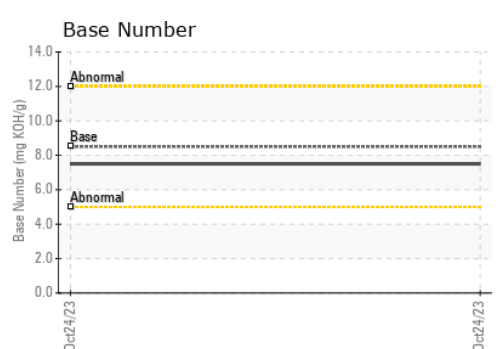 Base Number
14.0
Abnormal
12.0
10.0
Base
8.0
6.0
Abnormal
4.0
2.0
0.0
Base Number (mg KOH/g)
Oct24/23
Oct24/23